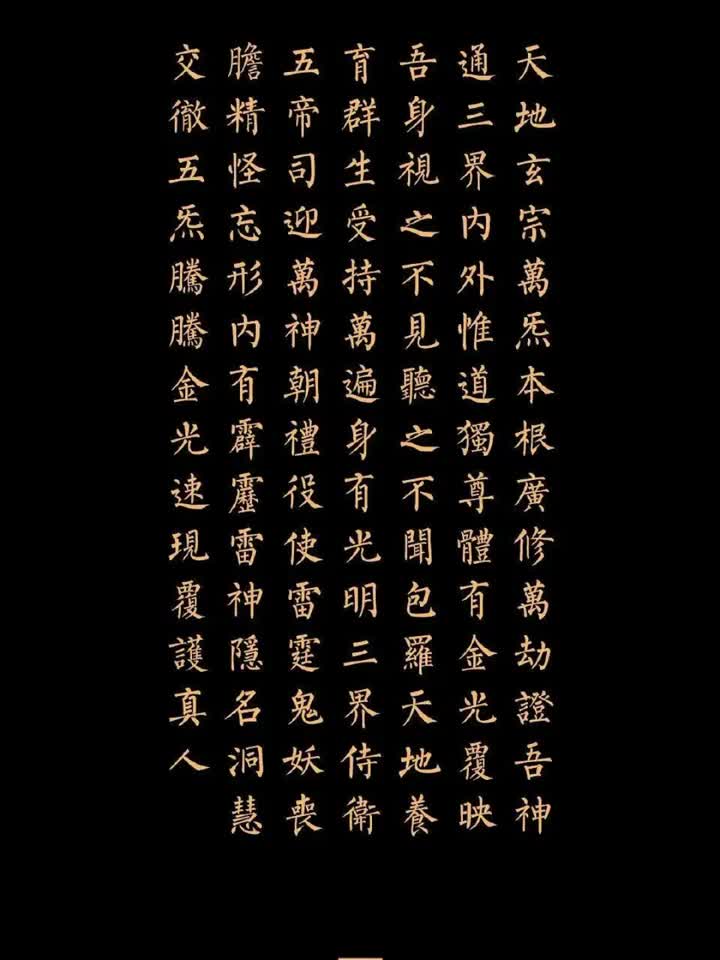 天地玄宗萬炁本根廣修萬劫證吾神
通三界內外惟道獨尊體有金光覆映
吾身視之不見聽之不聞包羅天地養
育群生受持萬遍身有光明三界侍衛
五帝司迎萬神朝禮役使雷霆鬼妖喪
膽精怪忘形內有霹靂雷神隱名洞慧
交徹五炁騰騰金光速現覆護真人